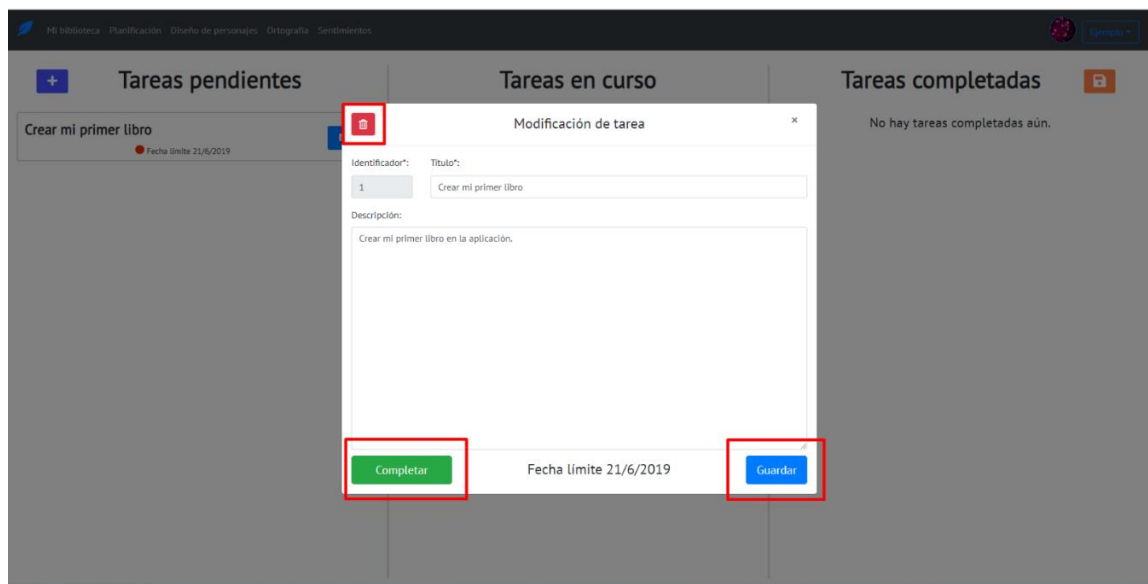 Mi biblioteca Planificación Diseño de personajes Ortografía Sentimientos
Ejemplo
+ Tareas pendientes
Tareas en curso
Tareas completadas
Crear mi primer libro
Fecha límite 21/6/2019
No hay tareas completadas aún.
Modificación de tarea ×
Identificador*: Título*:
1 Crear mi primer libro
Descripción:
Crear mi primer libro en la aplicación.
Completar Fecha límite 21/6/2019 Guardar